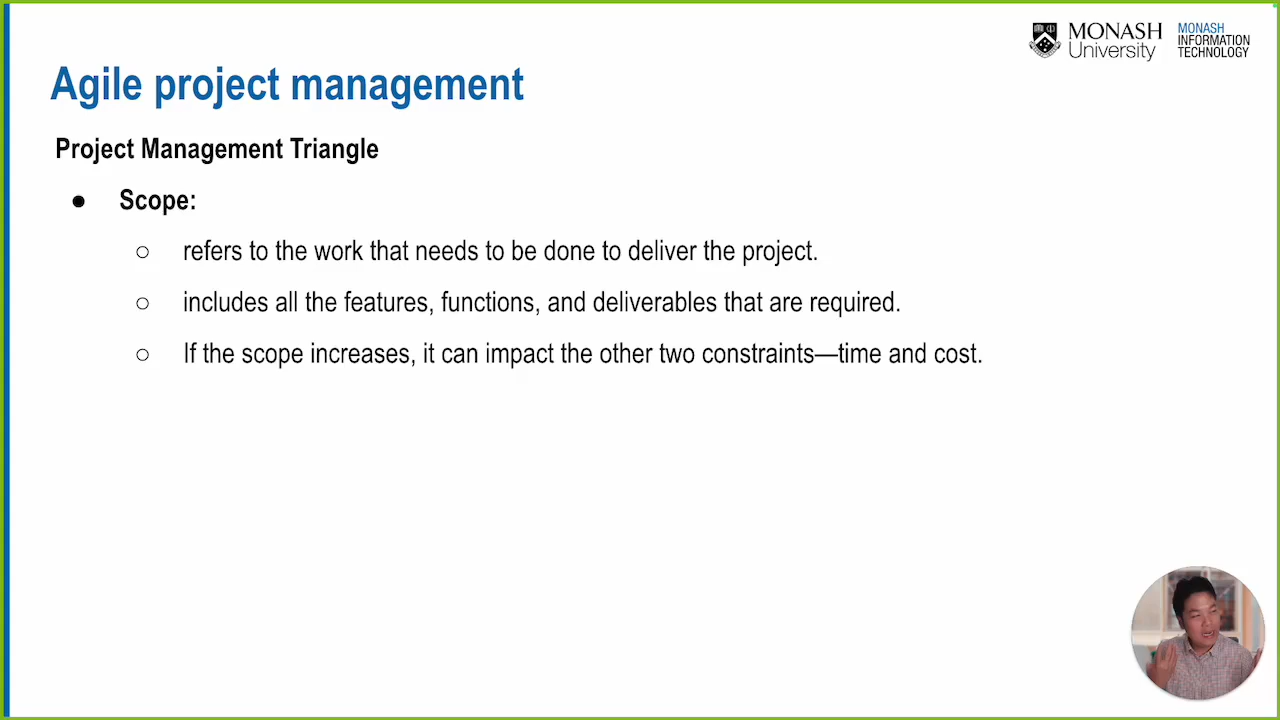 MONASH
University
MONASH
INFORMATION
TECHNOLOGY
Agile project management
Project Management Triangle
● Scope:
○ refers to the work that needs to be done to deliver the project.
○ includes all the features, functions, and deliverables that are required.
○ If the scope increases, it can impact the other two constraints—time and cost.